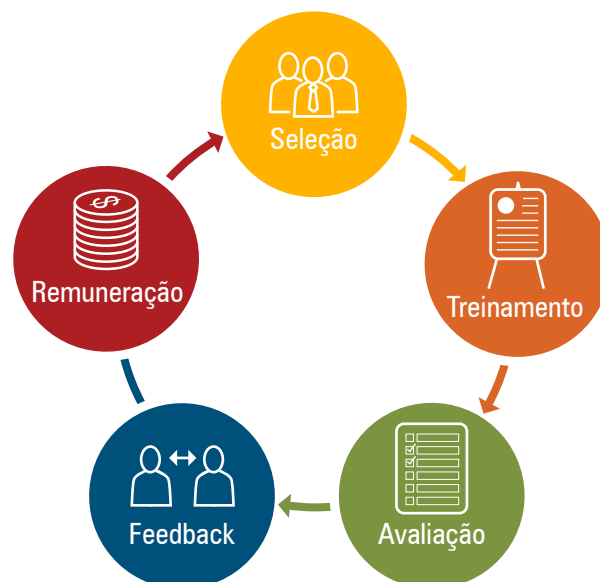 Seleção
Treinamento
Avaliação
Feedback
$
Remuneração